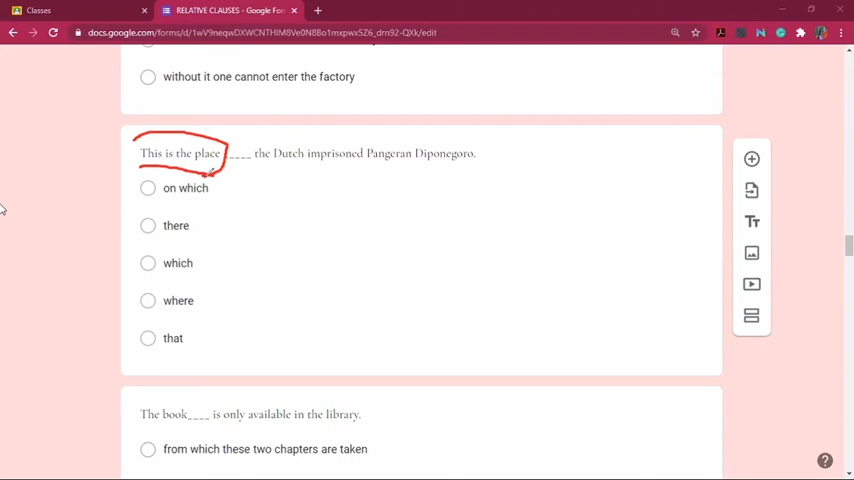 Classes
RELATIVE CLAUSES - Google For
docs.google.com/forms/d/1wV9neqwDXWCNTHIM8Ve0N8Bo1mxpwx5Z6_drn92-QXk/edit
without it one cannot enter the factory
This is the place ____ the Dutch imprisoned Pangeran Diponegoro.
on which
there
which
where
that
The book____ is only available in the library.
from which these two chapters are taken